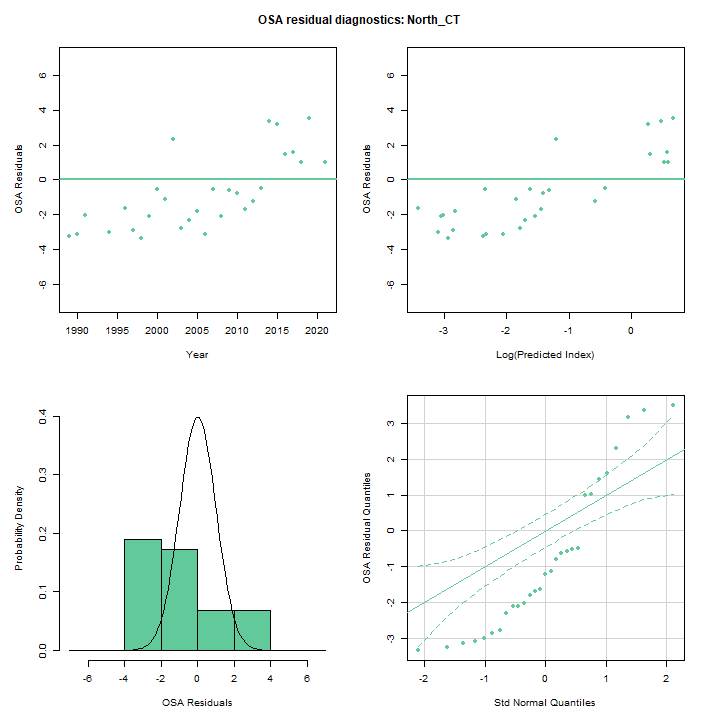 OSA residual diagnostics: North_CT
OSA Residuals
6
4
2
0
-2
-4
-6
1990 1995 2000 2005 2010 2015 2020
Year
OSA Residuals
6
4
2
0
-2
-4
-6
-3 -2 -1 0
Log(Predicted Index)
Probability Density
0.4
0.3
0.2
0.1
0.0
-6 -4 -2 0 2 4 6
OSA Residuals
OSA Residual Quantiles
3
2
1
0
-1
-2
-3
-2 -1 0 1 2
Std Normal Quantiles